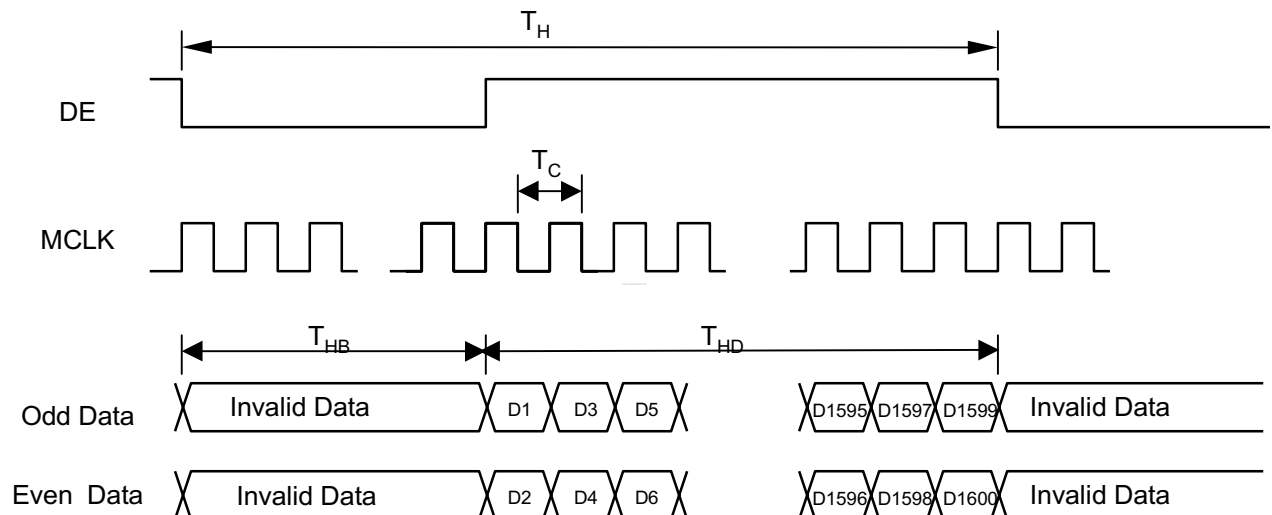 T_H
DE
T_C
MCLK
T_HB T_HD
Odd Data Invalid Data D1 D3 D5 D1595 D1597 D1599 Invalid Data
Even Data Invalid Data D2 D4 D6 D1596 D1598 D1600 Invalid Data